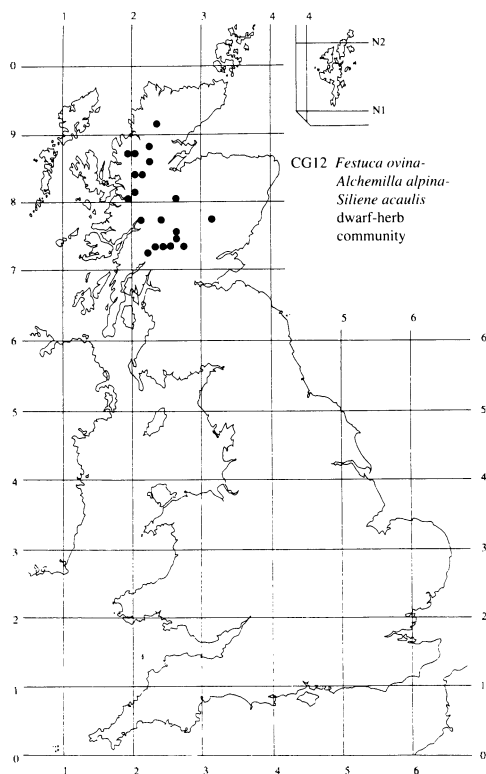 1 2 3 4
4
N2
N1
0
9
8
7
CG12 Festuca ovina-
Alchemilla alpina-
Siliene acaulis
dwarf-herb
community
5 6
6 6
5 5
4 4
3 3
2 2
1 1
0 0
1 2 3 4 5 6